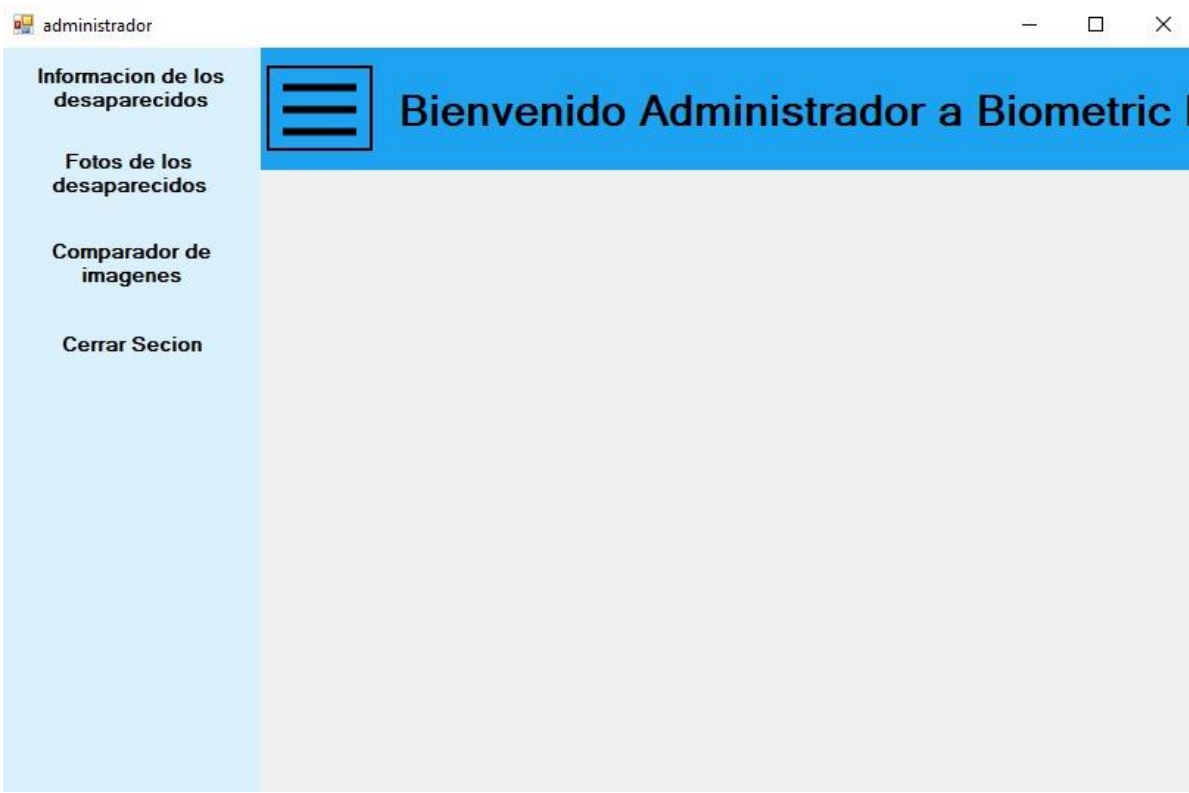 administrador
Informacion de los
desaparecidos
Fotos de los
desaparecidos
Comparador de
imagenes
Cerrar Secion
Bienvenido Administrador a Biometric